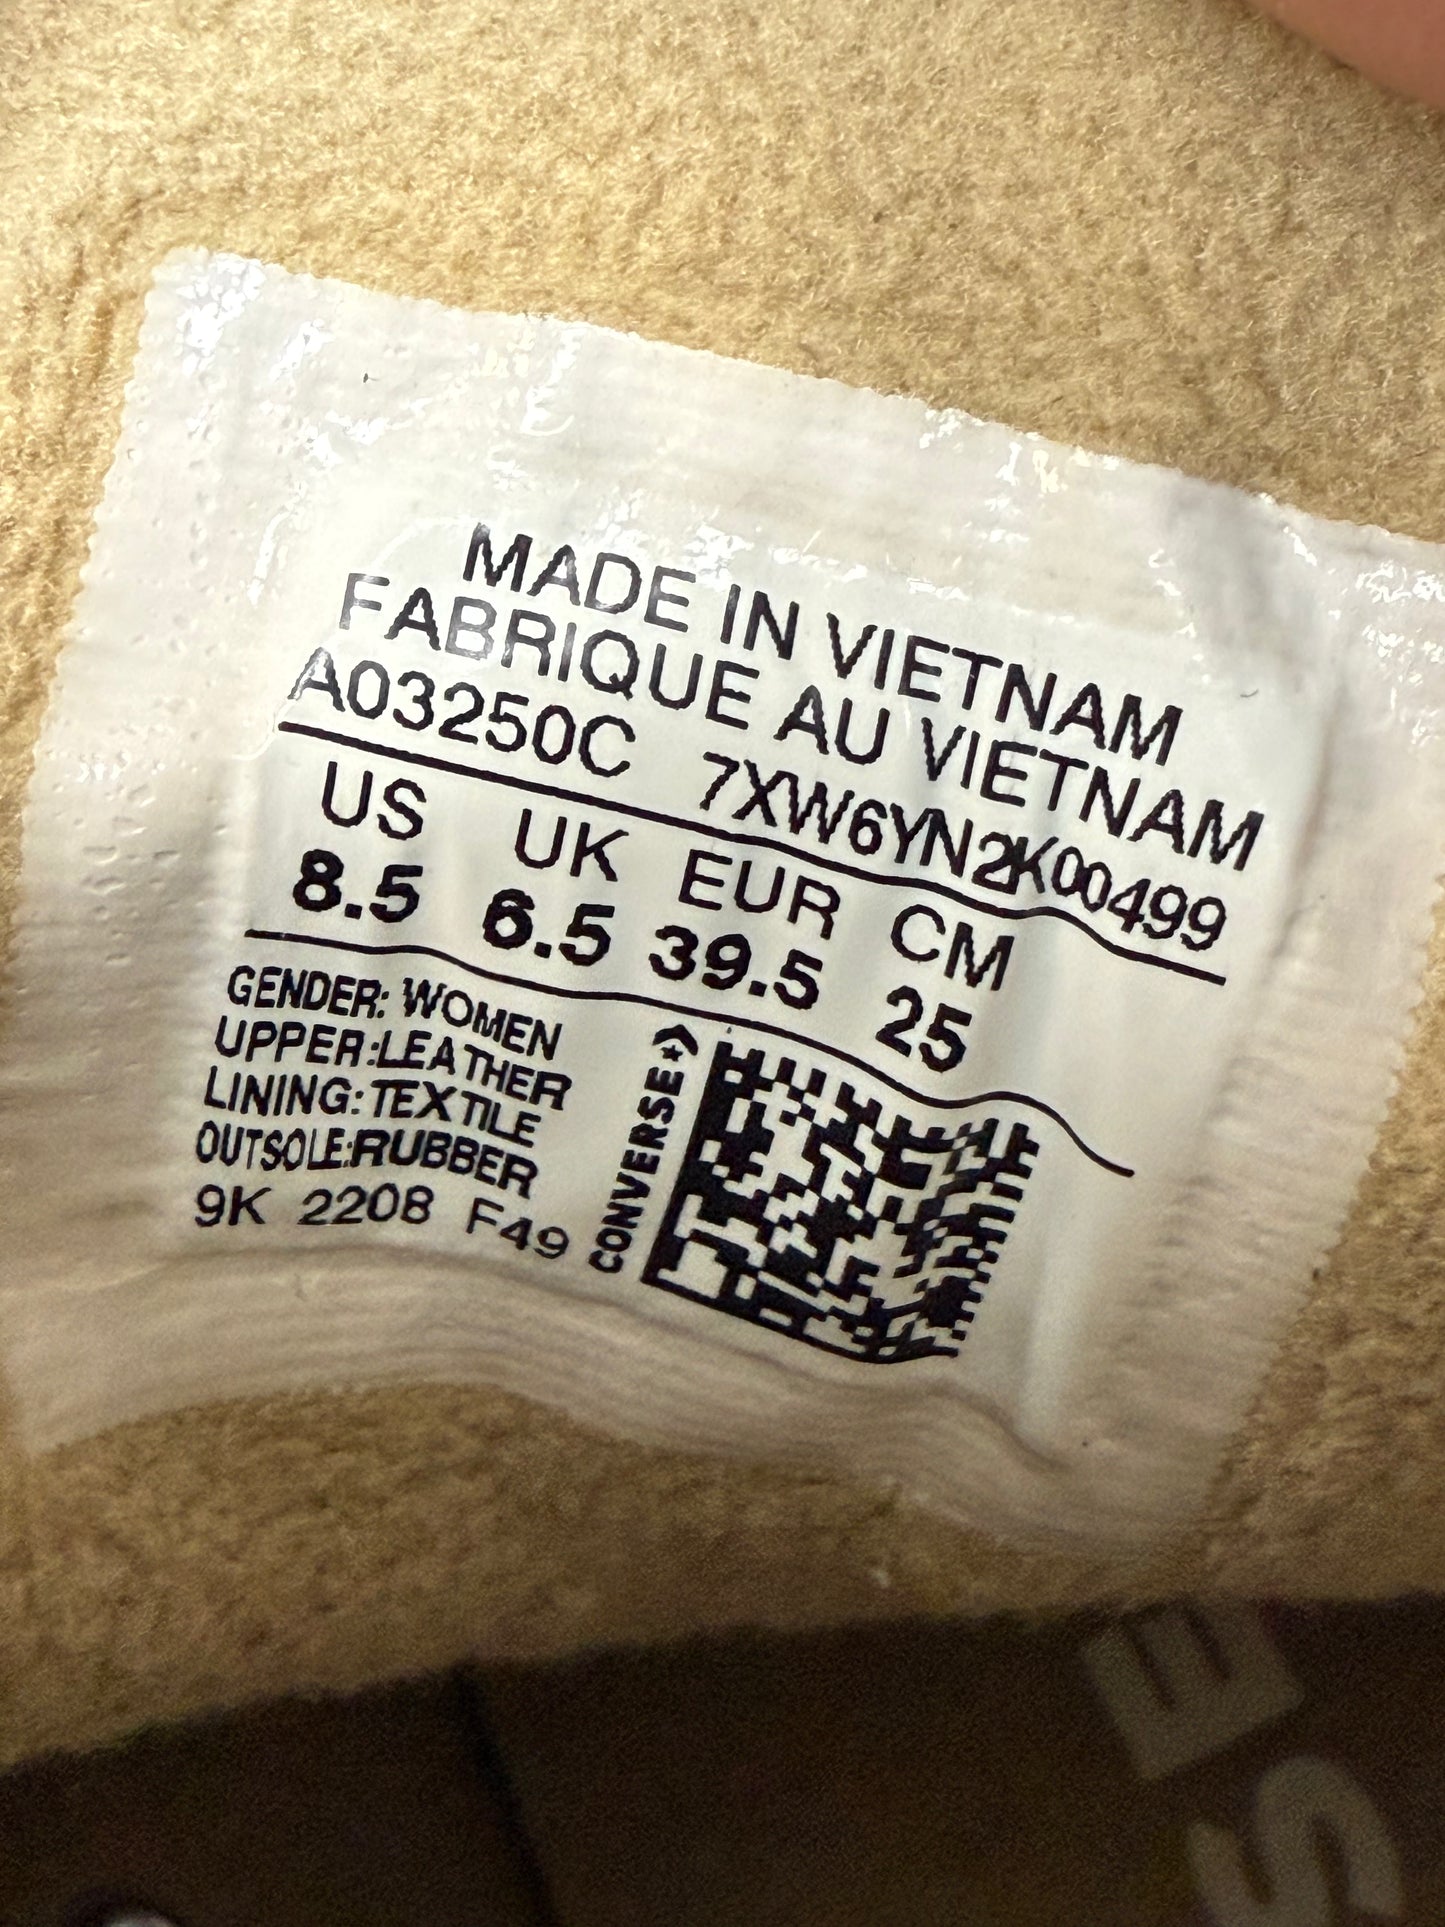 MADE IN VIETNAM
FABRIQUE AU VIETNAM
A03250C 7XW6YN2K00499
US UK EUR CM
8.5 6.5 39.5 25
GENDER: WOMEN
UPPER:LEATHER
LINING:TEXTILE
OUTSOLE:RUBBER
9K 2208 F49
CONVERSE
SE